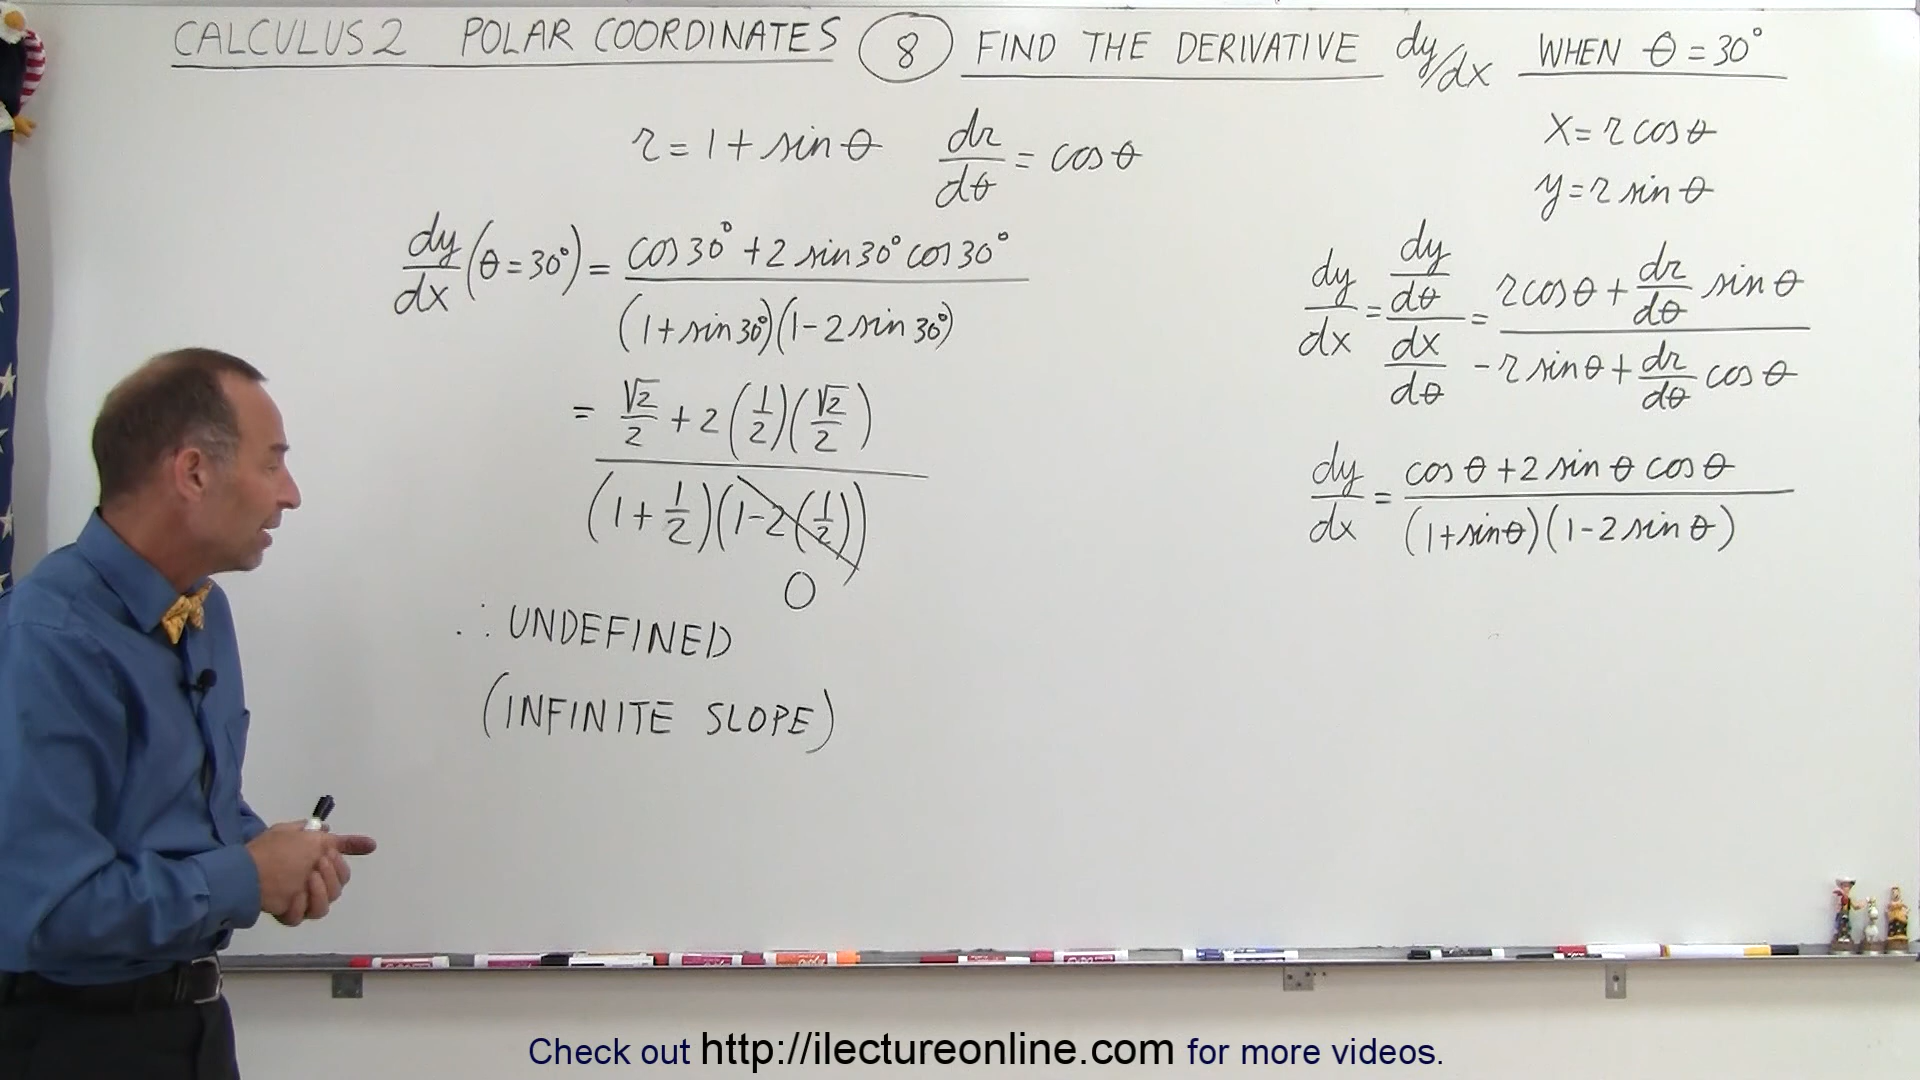 CALCULUS 2 POLAR COORDINATES 8 FIND THE DERIVATIVE dy/dx WHEN θ = 30°
r = 1 + sin θ dr/dθ = cos θ
x = r cos θ
y = r sin θ
dy/dx (θ = 30°) = cos 30° + 2 sin 30° cos 30° / (1 + sin 30°)(1 - 2 sin 30°)
= √2/2 + 2 (1/2)(√2/2) / (1 + 1/2)(1 - 2 (1/2))
0
∴ UNDEFINED
(INFINITE SLOPE)
dy/dx = dy/dθ / dx/dθ = r cos θ + dr/dθ sin θ / - r sin θ + dr/dθ cos θ
dy/dx = cos θ + 2 sin θ cos θ / (1 + sin θ)(1 - 2 sin θ)
Check out http://ilectureonline.com for more videos.